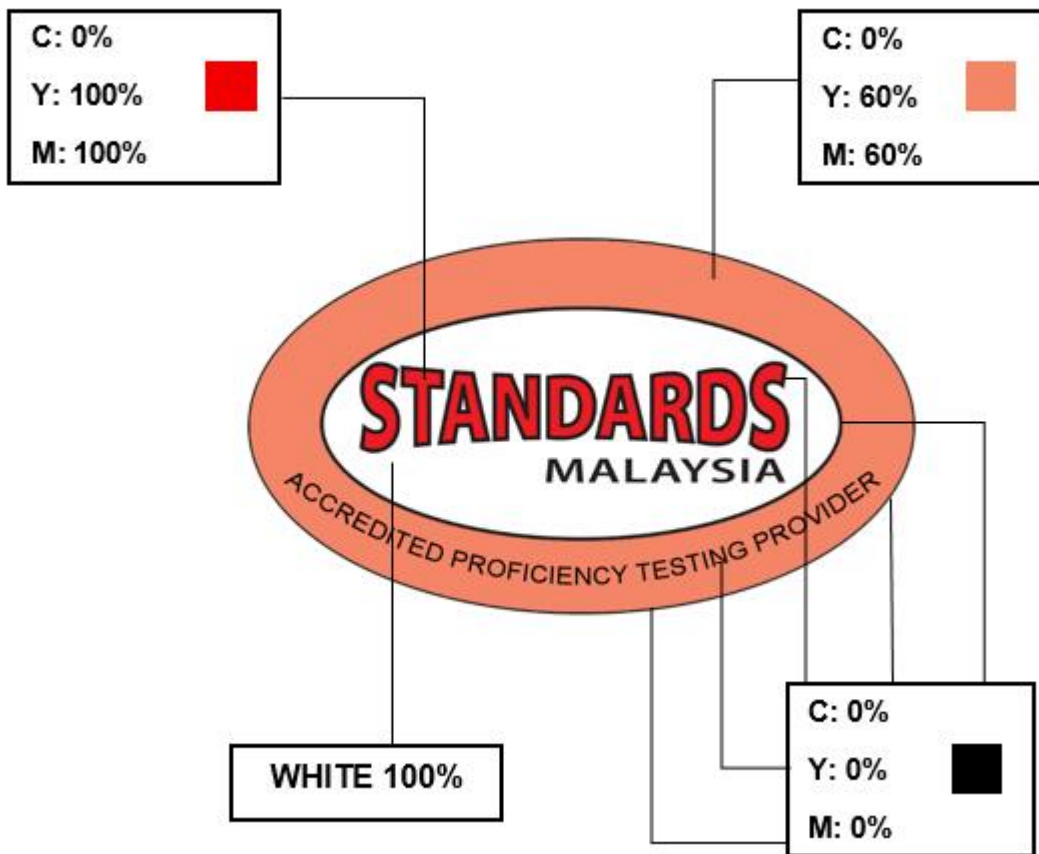 C: 0%
Y: 100%
M: 100%
C: 0%
Y: 60%
M: 60%
STANDARDS
MALAYSIA
ACCREDITED PROFICIENCY TESTING PROVIDER
WHITE 100%
C: 0%
Y: 0%
M: 0%